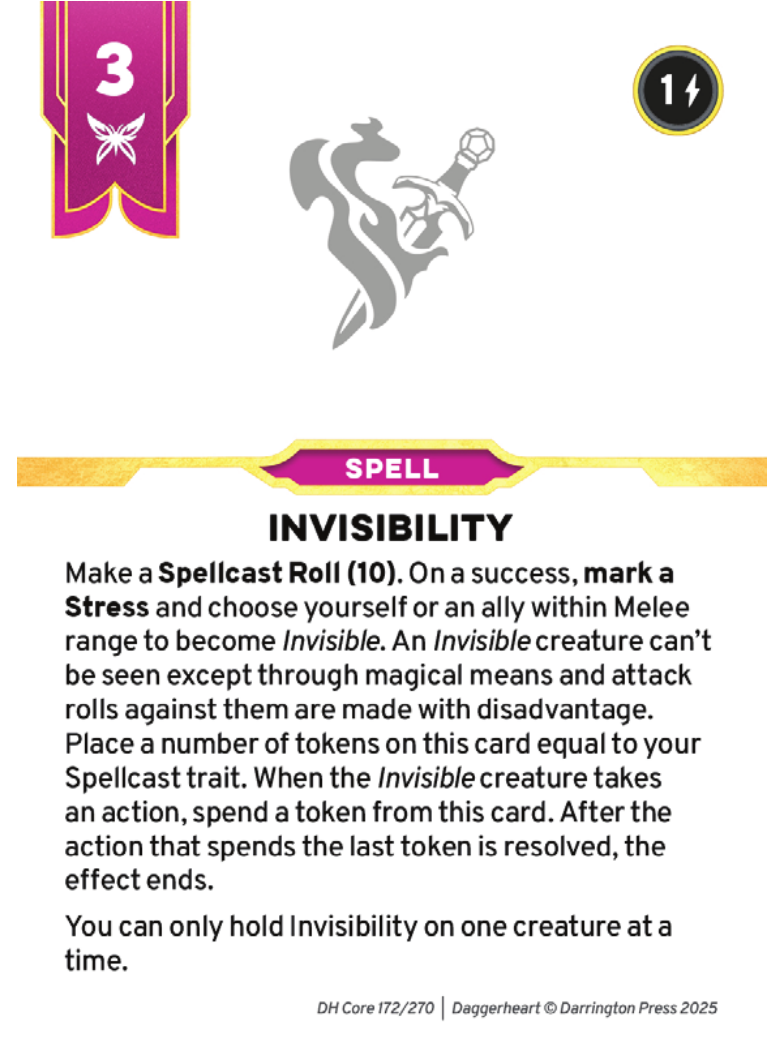 3
1
SPELL
INVISIBILITY
Make a Spellcast Roll (10). On a success, mark a
Stress and choose yourself or an ally within Melee
range to become Invisible. An Invisible creature can't
be seen except through magical means and attack
rolls against them are made with disadvantage.
Place a number of tokens on this card equal to your
Spellcast trait. When the Invisible creature takes
an action, spend a token from this card. After the
action that spends the last token is resolved, the
effect ends.
You can only hold Invisibility on one creature at a
time.
DH Core 172/270 | Daggerheart © Darrington Press 2025